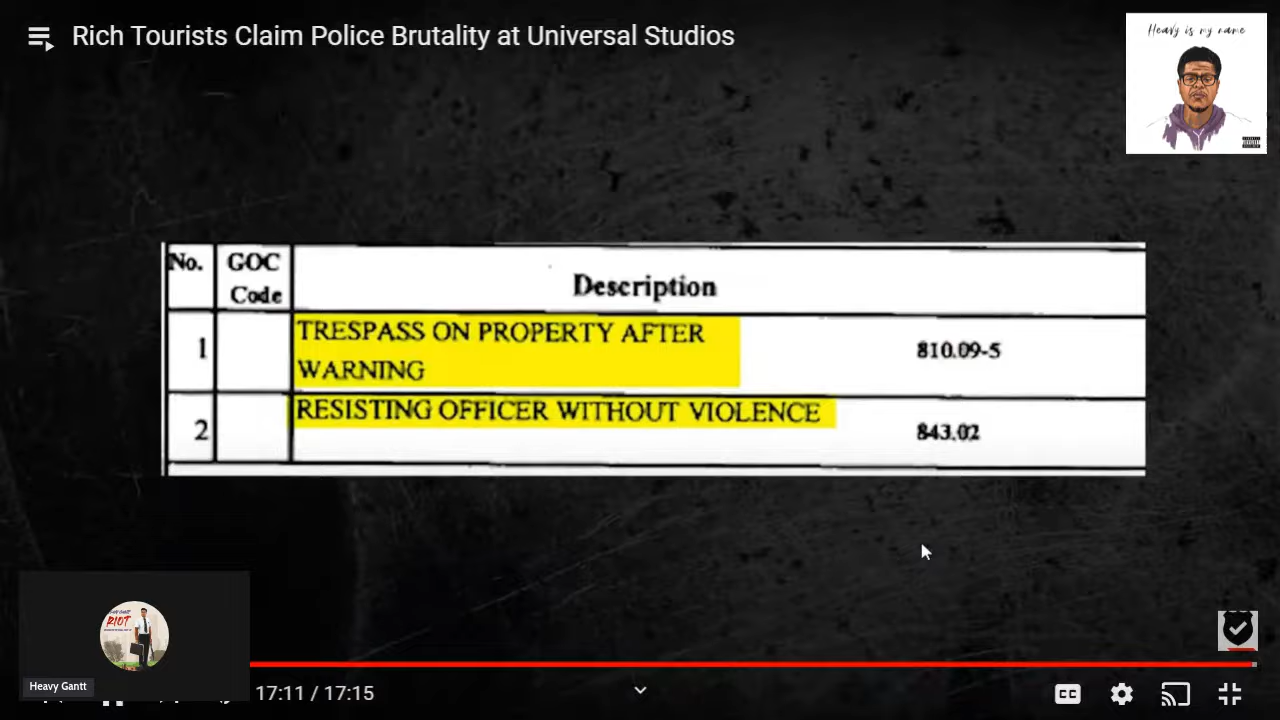 Rich Tourists Claim Police Brutality at Universal Studios
Heavy is my name
No.
GOC
Code
Description
1
TRESPASS ON PROPERTY AFTER
WARNING
810.09-5
2
RESISTING OFFICER WITHOUT VIOLENCE
843.02
RIOT
Heavy Gantt
17:11 / 17:15
CC